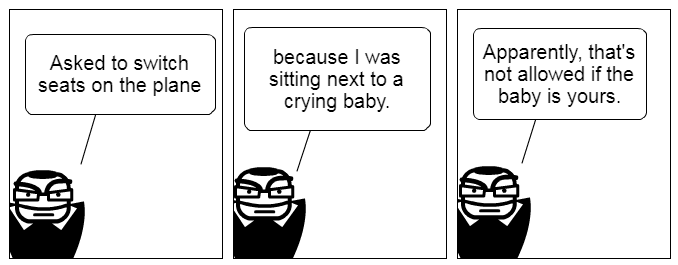 Asked to switch
seats on the plane
because I was
sitting next to a
crying baby.
Apparently, that's
not allowed if the
baby is yours.